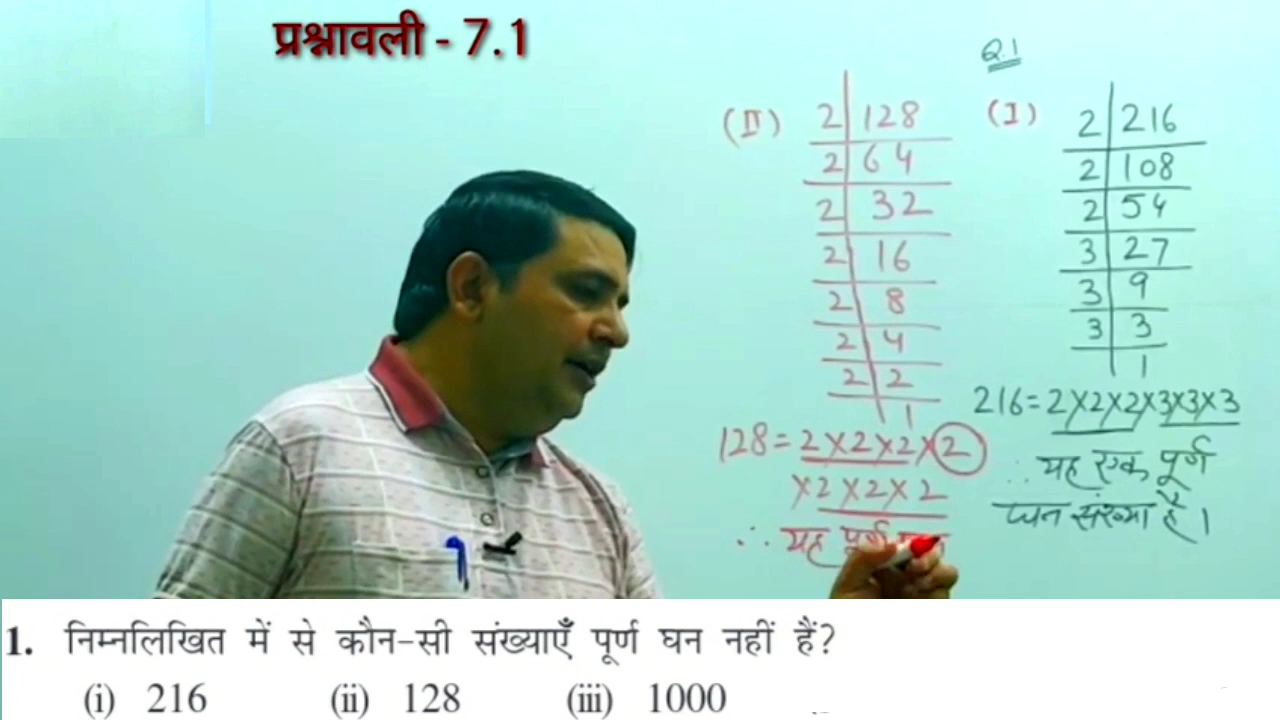 प्रश्नावली - 7.1
Q.1
(I)
2 | 216
2 | 108
2 | 54
3 | 27
3 | 9
3 | 3
1
216=2×2×2×3×3×3
∴ यह एक पूर्ण
घन संख्या है।
(II)
2 | 128
2 | 64
2 | 32
2 | 16
2 | 8
2 | 4
2 | 2
1
128=2×2×2×2
×2×2×2
∴ यह पूर्ण
1. निम्नलिखित में से कौन-सी संख्याएँ पूर्ण घन नहीं हैं?
(i) 216 (ii) 128 (iii) 1000